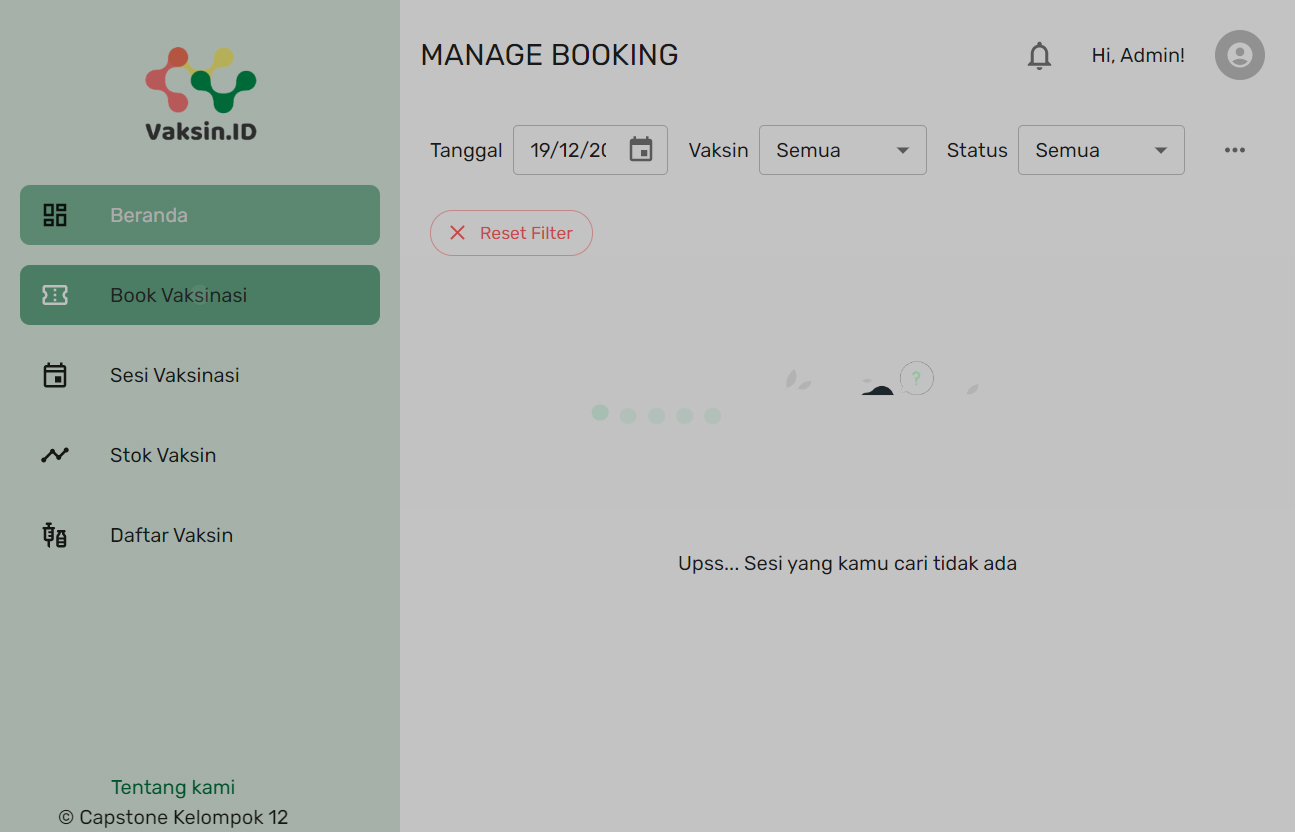 Vaksin.ID
Beranda
Book Vaksinasi
Sesi Vaksinasi
Stok Vaksin
Daftar Vaksin
Tentang kami
© Capstone Kelompok 12
MANAGE BOOKING
Hi, Admin!
Tanggal 19/12/20 Vaksin Semua Status Semua
Reset Filter
?
Upss... Sesi yang kamu cari tidak ada